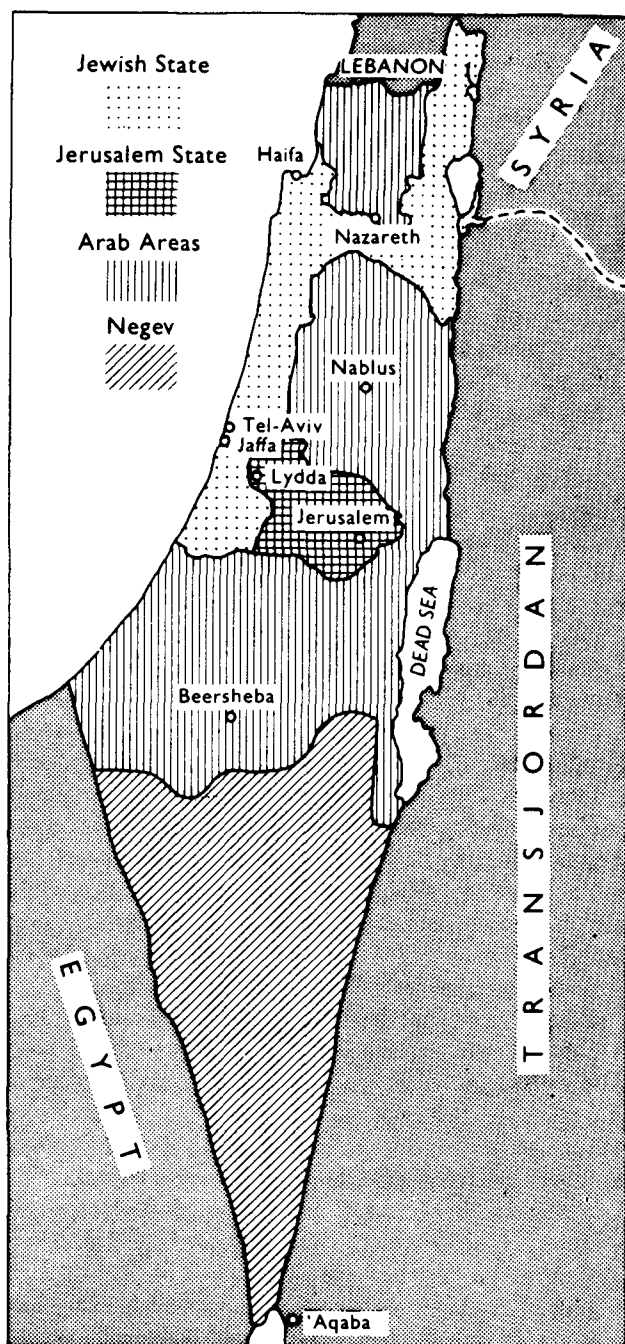 Jewish State
Jerusalem State
Arab Areas
Negev
LEBANON
SYRIA
Haifa
Nazareth
Nablus
Tel-Aviv
Jaffa
Lydda
Jerusalem
DEAD SEA
Beersheba
TRANSJORDAN
EGYPT
'Aqaba